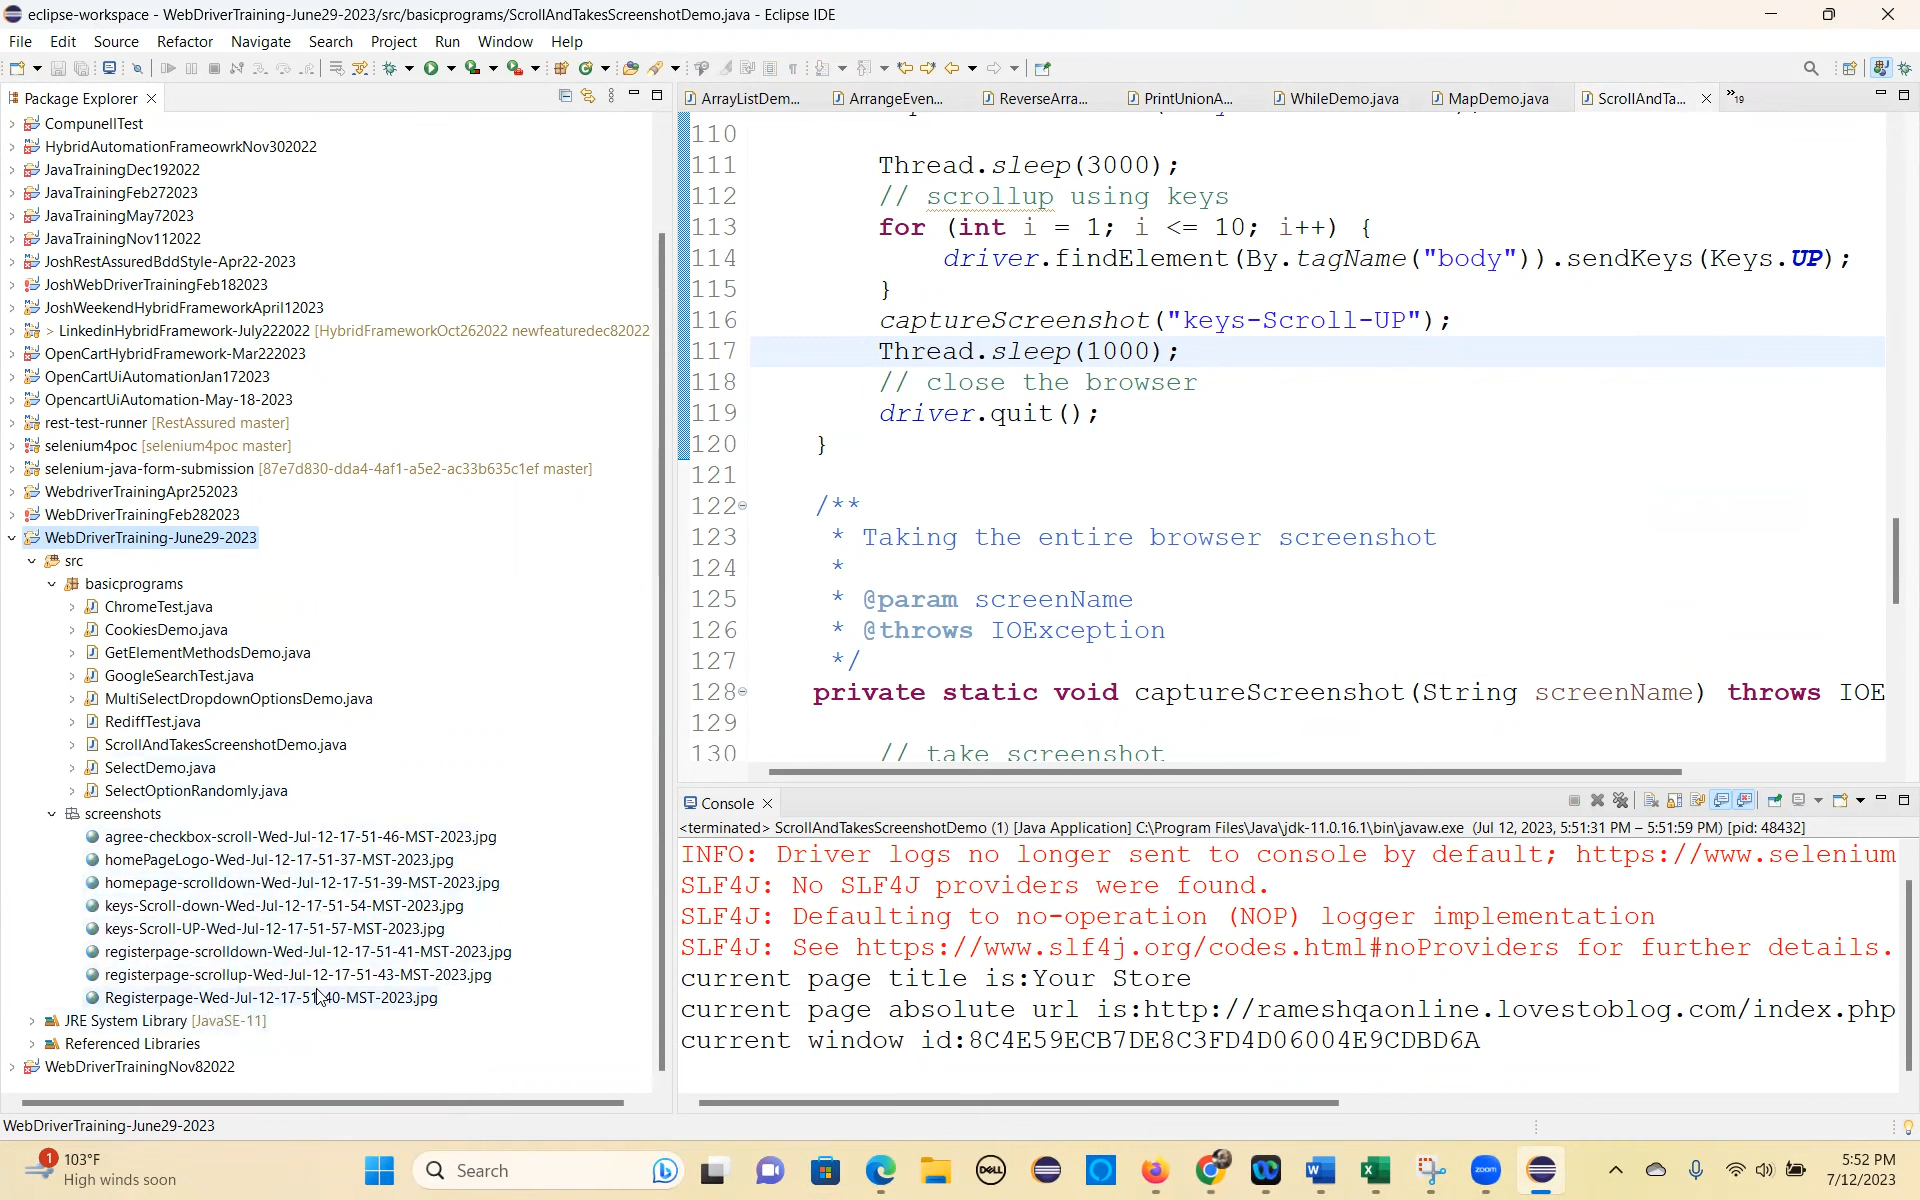 eclipse-workspace - WebDriverTraining-June29-2023/src/basicprograms/ScrollAndTakesScreenshotDemo.java - Eclipse IDE
File Edit Source Refactor Navigate Search Project Run Window Help
Package Explorer
CompunellTest
HybridAutomationFrameowrkNov302022
JavaTrainingDec192022
JavaTrainingFeb272023
JavaTrainingMay72023
JavaTrainingNov112022
JoshRestAssuredBddStyle-Apr22-2023
JoshWebDriverTrainingFeb182023
JoshWeekendHybridFrameworkApril12023
> LinkedinHybridFramework-July222022 [HybridFrameworkOct262022 newfeaturedec82022
OpenCartHybridFramework-Mar222023
OpenCartUiAutomationJan172023
OpencartUiAutomation-May-18-2023
rest-test-runner [RestAssured master]
selenium4poc [selenium4poc master]
selenium-java-form-submission [87e7d830-dda4-4af1-a5e2-ac33b635c1ef master]
WebdriverTrainingApr252023
WebDriverTrainingFeb282023
WebDriverTraining-June29-2023
src
basicprograms
ChromeTest.java
CookiesDemo.java
GetElementMethodsDemo.java
GoogleSearchTest.java
MultiSelectDropdownOptionsDemo.java
RediffTest.java
ScrollAndTakesScreenshotDemo.java
SelectDemo.java
SelectOptionRandomly.java
screenshots
agree-checkbox-scroll-Wed-Jul-12-17-51-46-MST-2023.jpg
homePageLogo-Wed-Jul-12-17-51-37-MST-2023.jpg
homepage-scrolldown-Wed-Jul-12-17-51-39-MST-2023.jpg
keys-Scroll-down-Wed-Jul-12-17-51-54-MST-2023.jpg
keys-Scroll-UP-Wed-Jul-12-17-51-57-MST-2023.jpg
registerpage-scrolldown-Wed-Jul-12-17-51-41-MST-2023.jpg
registerpage-scrollup-Wed-Jul-12-17-51-43-MST-2023.jpg
Registerpage-Wed-Jul-12-17-51-40-MST-2023.jpg
JRE System Library [JavaSE-11]
Referenced Libraries
WebDriverTrainingNov82022
ArrayListDem... ArrangeEven... ReverseArra... PrintUnionA... WhileDemo.java MapDemo.java ScrollAndTa... »19
110
111 Thread.sleep(3000);
112 // scrollup using keys
113 for (int i = 1; i <= 10; i++) {
114 driver.findElement(By.tagName("body")).sendKeys(Keys.UP);
115 }
116 captureScreenshot("keys-Scroll-UP");
117 Thread.sleep(1000);
118 // close the browser
119 driver.quit();
120 }
121
122 /**
123 * Taking the entire browser screenshot
124 *
125 * @param screenName
126 * @throws IOException
127 */
128 private static void captureScreenshot(String screenName) throws IOE
129
130 // take screenshot
Console
<terminated> ScrollAndTakesScreenshotDemo (1) [Java Application] C:\Program Files\Java\jdk-11.0.16.1\bin\javaw.exe (Jul 12, 2023, 5:51:31 PM – 5:51:59 PM) [pid: 48432]
INFO: Driver logs no longer sent to console by default; https://www.selenium
SLF4J: No SLF4J providers were found.
SLF4J: Defaulting to no-operation (NOP) logger implementation
SLF4J: See https://www.slf4j.org/codes.html#noProviders for further details.
current page title is:Your Store
current page absolute url is:http://rameshqaonline.lovestoblog.com/index.php
current window id:8C4E59ECB7DE8C3FD4D06004E9CDBD6A
WebDriverTraining-June29-2023
1
103°F
High winds soon
Search
DELL
zoom
5:52 PM
7/12/2023